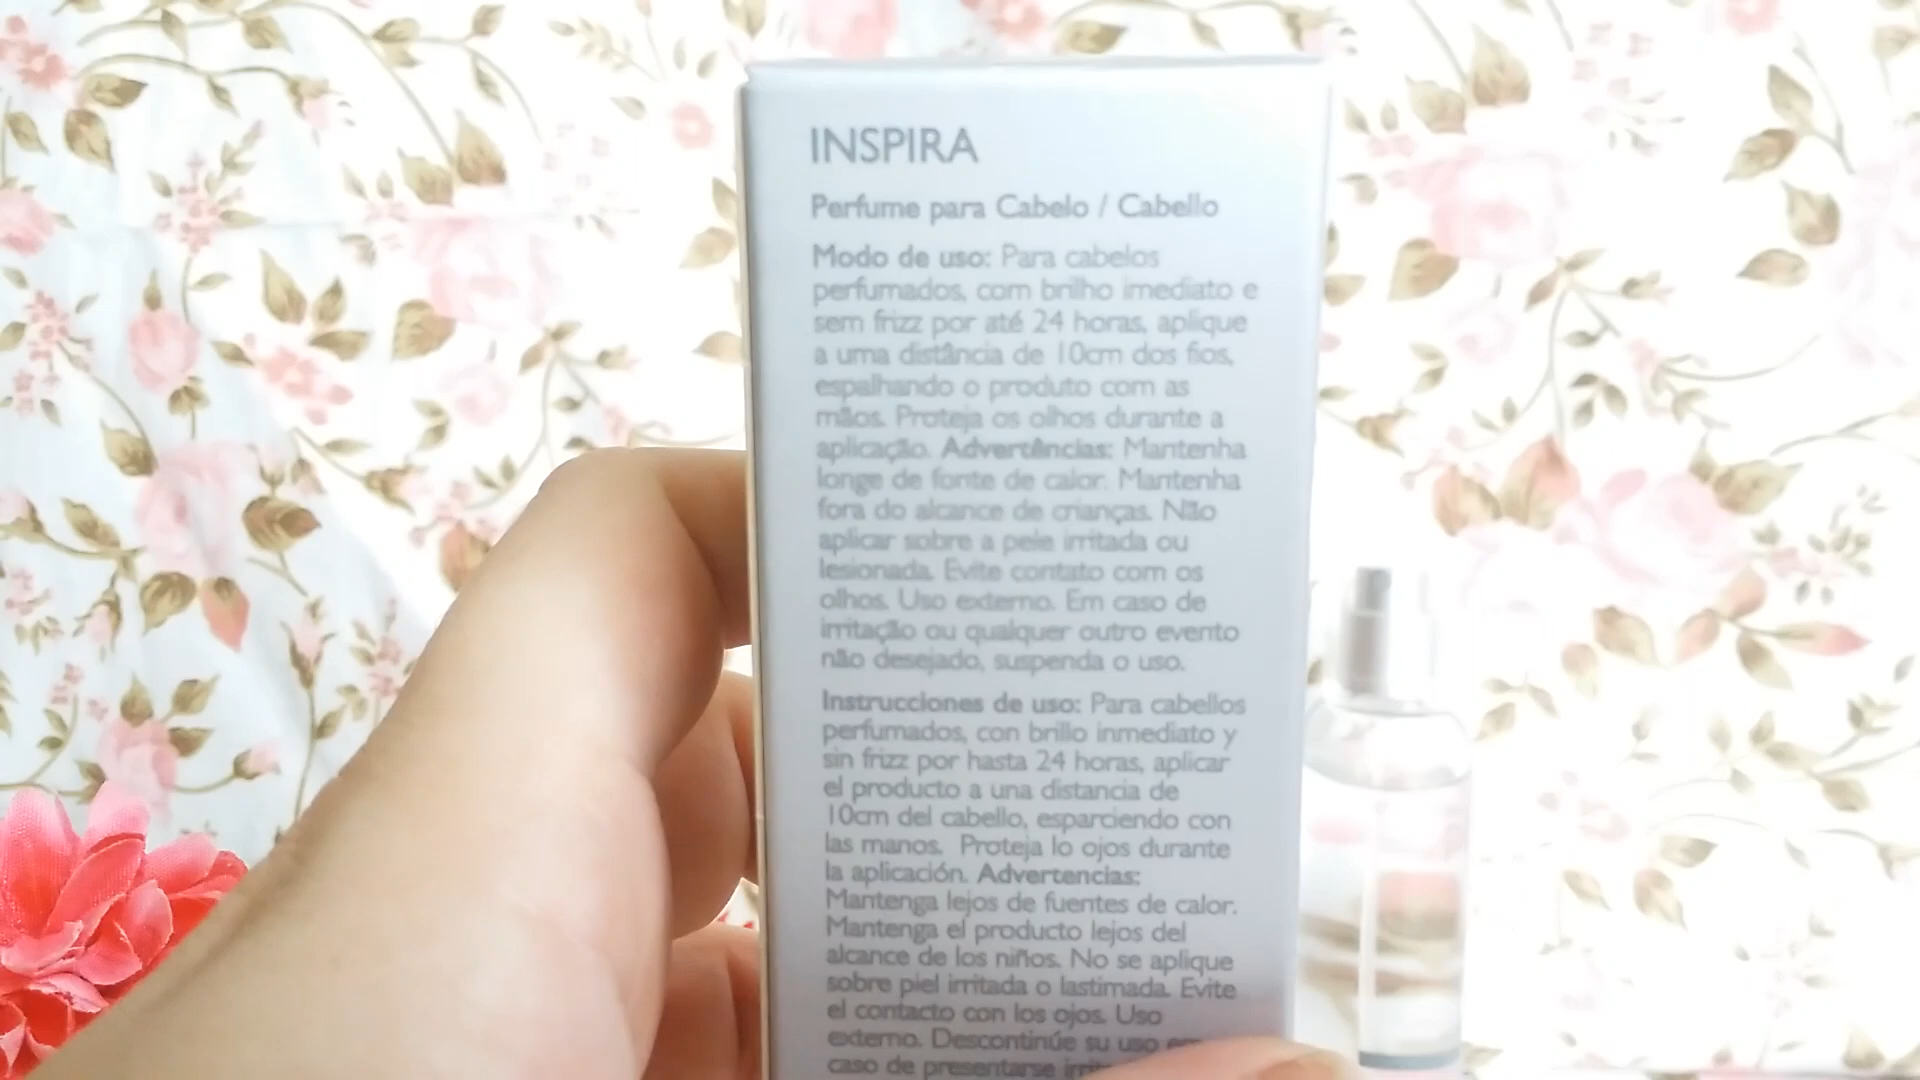 INSPIRA
Perfume para Cabelo / Cabello
Modo de uso: Para cabelos
perfumados, com brilho imediato e
sem frizz por até 24 horas, aplique
a uma distância de 10cm dos fios,
espalhando o produto com as
mãos. Proteja os olhos durante a
aplicação. Advertências: Mantenha
longe de fonte de calor. Mantenha
fora do alcance de crianças. Não
aplicar sobre a pele irritada ou
lesionada. Evite contato com os
olhos. Uso externo. Em caso de
irritação ou qualquer outro evento
não desejado, suspenda o uso.
Instrucciones de uso: Para cabellos
perfumados, con brillo inmediato y
sin frizz por hasta 24 horas, aplicar
el producto a una distancia de
10cm del cabello, esparciendo con
las manos. Proteja lo ojos durante
la aplicación. Advertencias:
Mantenga lejos de fuentes de calor.
Mantenga el producto lejos del
alcance de los niños. No se aplique
sobre piel irritada o lastimada. Evite
el contacto con los ojos. Uso
externo. Descontinúe su uso
caso de presentarse